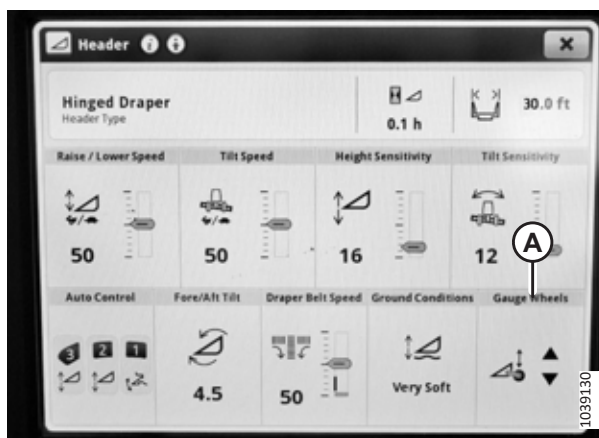 Header
Hinged Draper
Header Type
0.1 h
30.0 ft
Raise / Lower Speed
Tilt Speed
Height Sensitivity
Tilt Sensitivity
50
50
16
12
A
Auto Control
Fore/Aft Tilt
Draper Belt Speed
Ground Conditions
Gauge Wheels
3 2 1
4.5
50
Very Soft
1039130